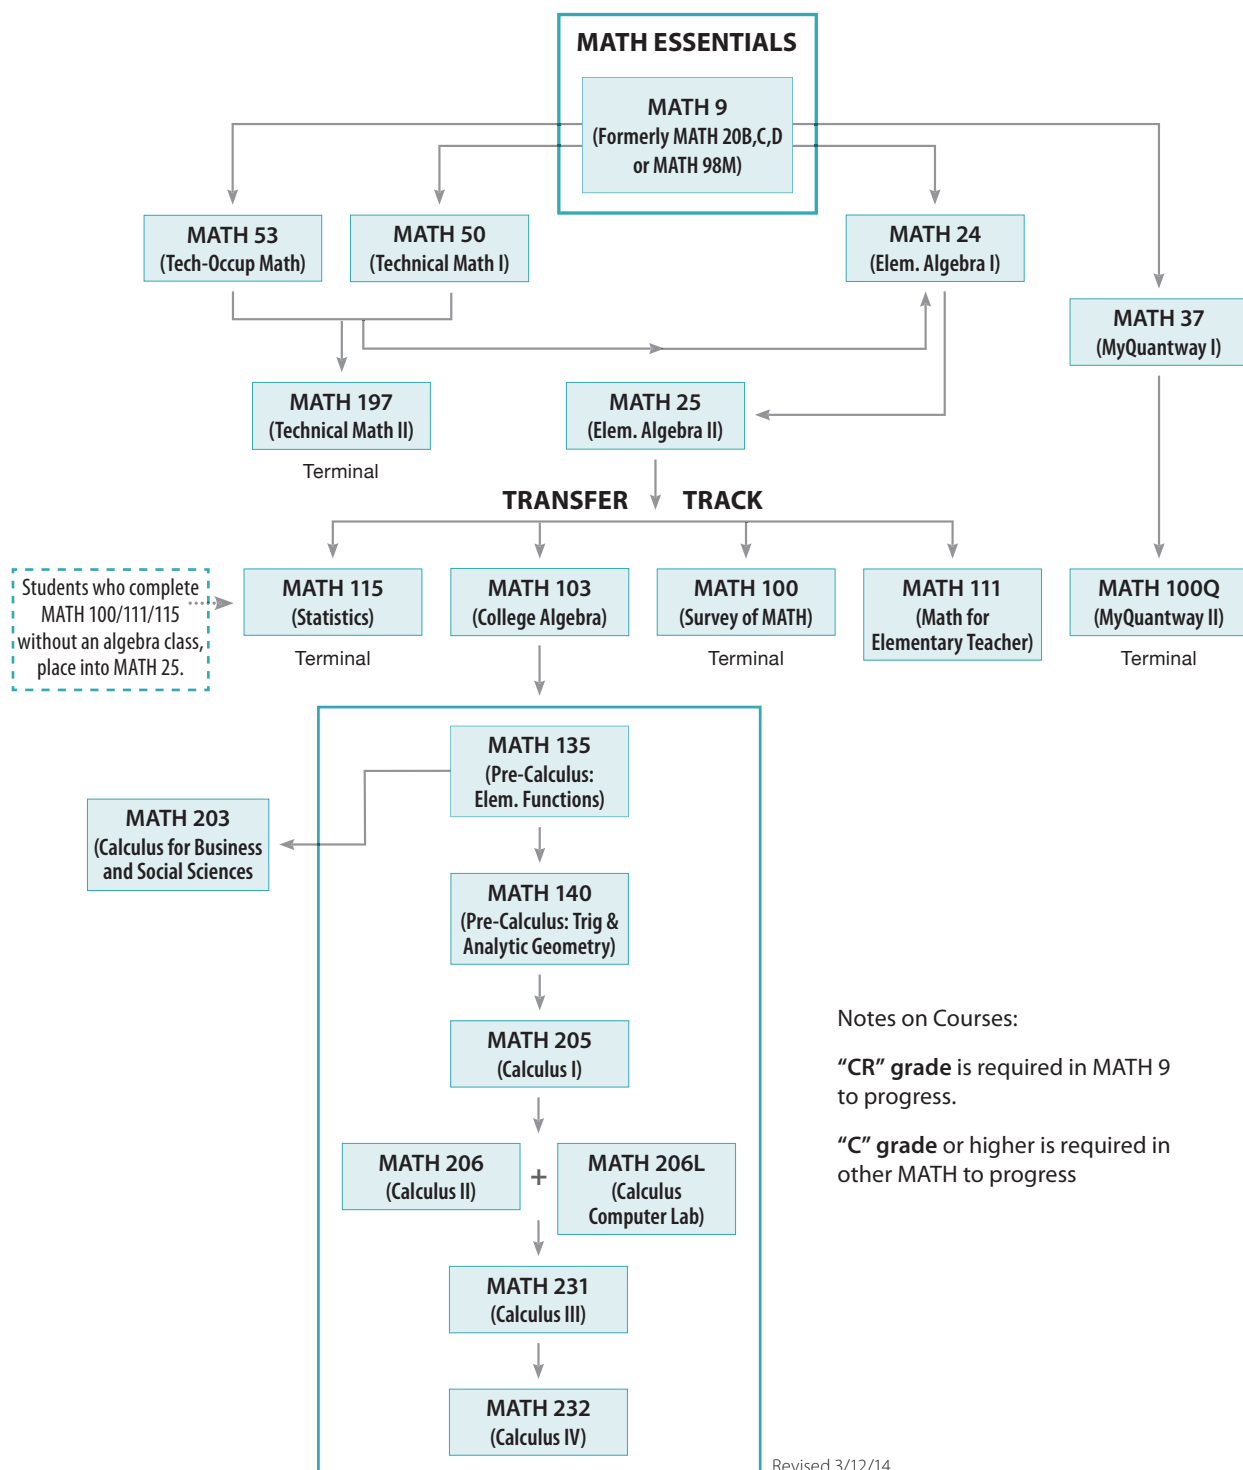 MATH ESSENTIALS
MATH 9
(Formerly MATH 20B,C,D
or MATH 98M)
MATH 53
(Tech-Occup Math)
MATH 50
(Technical Math I)
MATH 24
(Elem. Algebra I)
MATH 37
(MyQuantway I)
MATH 197
(Technical Math II)
Terminal
MATH 25
(Elem. Algebra II)
TRANSFER TRACK
Students who complete
MATH 100/111/115
without an algebra class,
place into MATH 25.
MATH 115
(Statistics)
Terminal
MATH 103
(College Algebra)
MATH 100
(Survey of MATH)
Terminal
MATH 111
(Math for
Elementary Teacher)
MATH 100Q
(MyQuantway II)
Terminal
MATH 135
(Pre-Calculus:
Elem. Functions)
MATH 203
(Calculus for Business
and Social Sciences
MATH 140
(Pre-Calculus: Trig &
Analytic Geometry)
MATH 205
(Calculus I)
MATH 206
(Calculus II)
+
MATH 206L
(Calculus
Computer Lab)
MATH 231
(Calculus III)
MATH 232
(Calculus IV)
Notes on Courses:
“CR” grade is required in MATH 9
to progress.
“C” grade or higher is required in
other MATH to progress
Revised 3/12/14